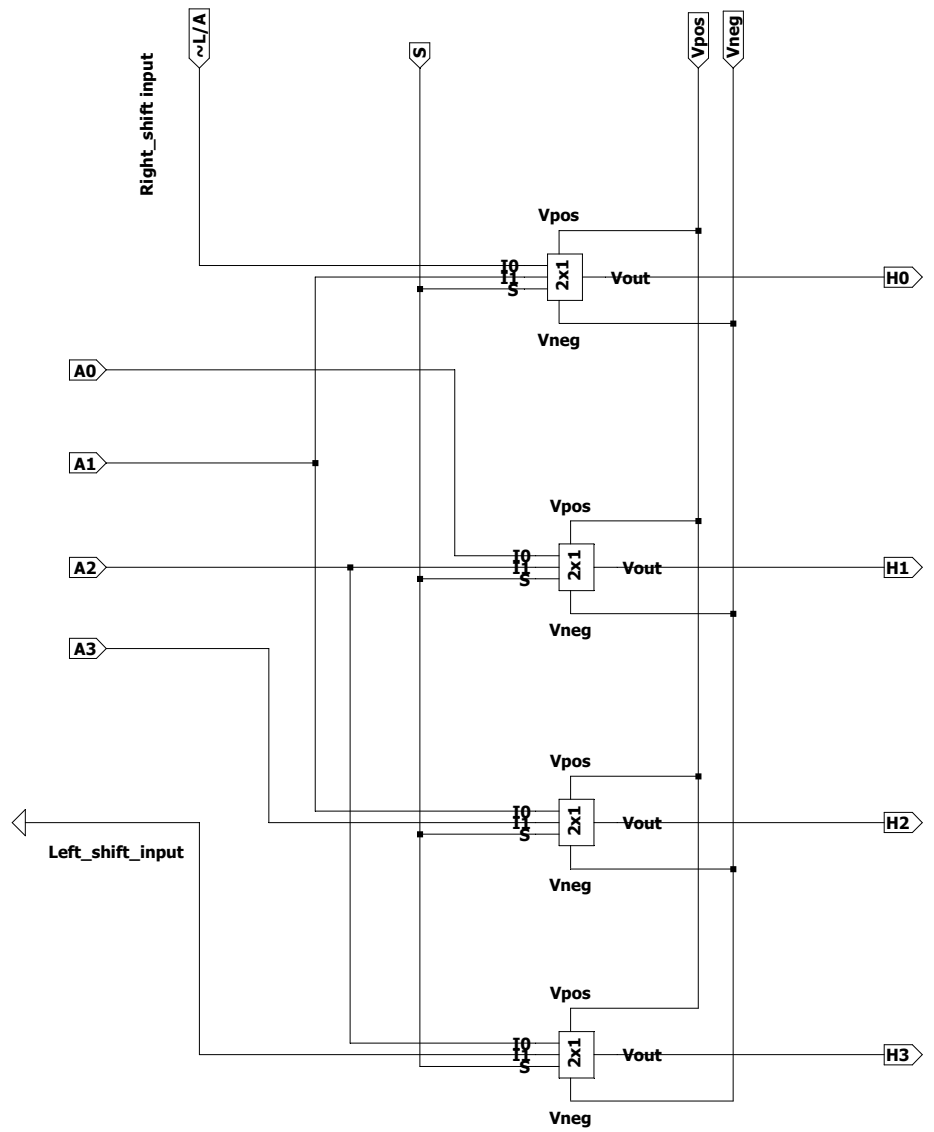 ~L/A
S
Vpos
Vneg
Right_shift input
Vpos
I0
I1
S
2x1
Vout
H0
Vneg
A0
A1
Vpos
A2
I0
I1
S
2x1
Vout
H1
Vneg
A3
Vpos
I0
I1
S
2x1
Vout
H2
Left_shift_input
Vneg
Vpos
I0
I1
S
2x1
Vout
H3
Vneg